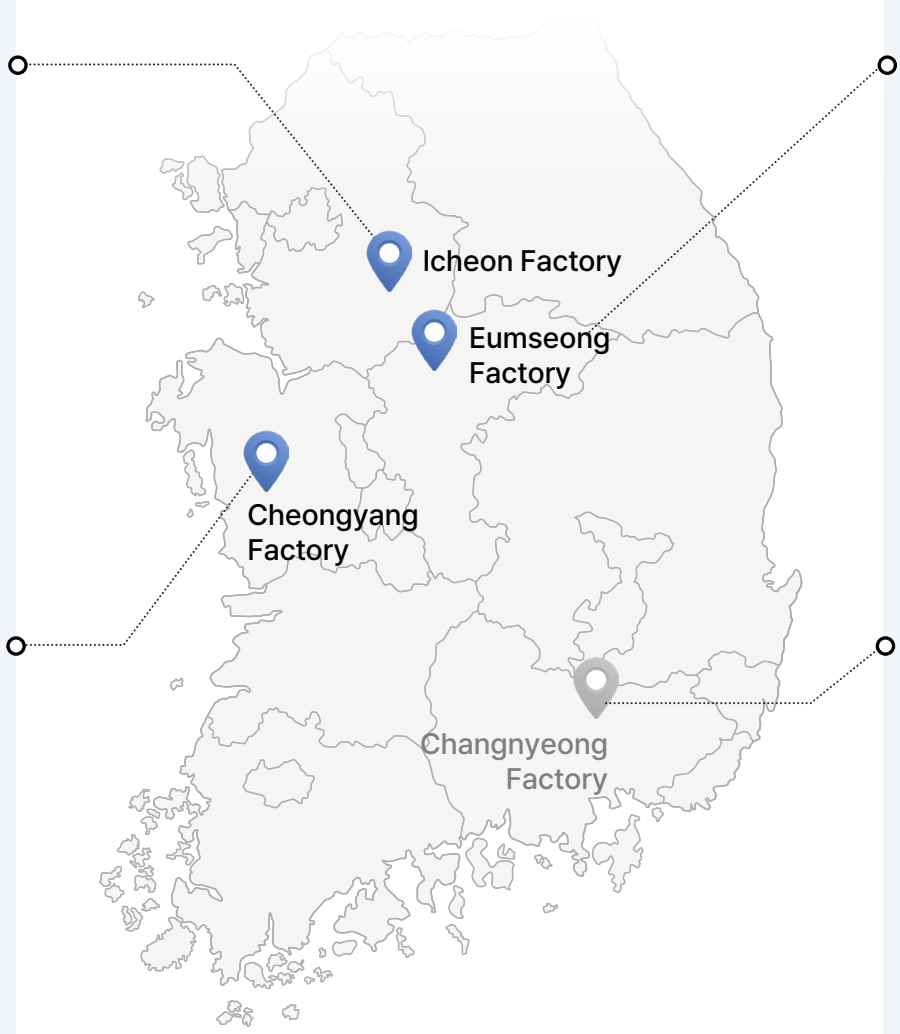 Icheon Factory
Eumseong
Factory
Cheongyang
Factory
Changnyeong
Factory